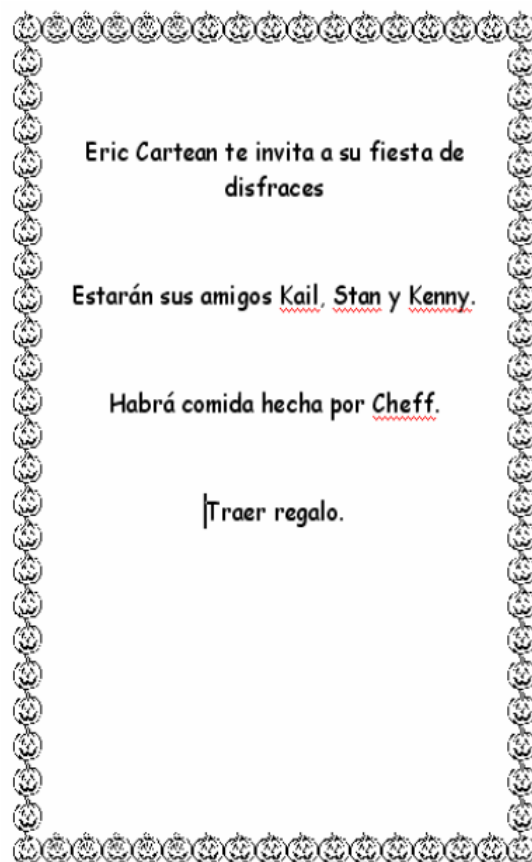 Eric Cartean te invita a su fiesta de
disfraces
Estarán sus amigos Kail, Stan y Kenny.
Habrá comida hecha por Cheff.
Traer regalo.